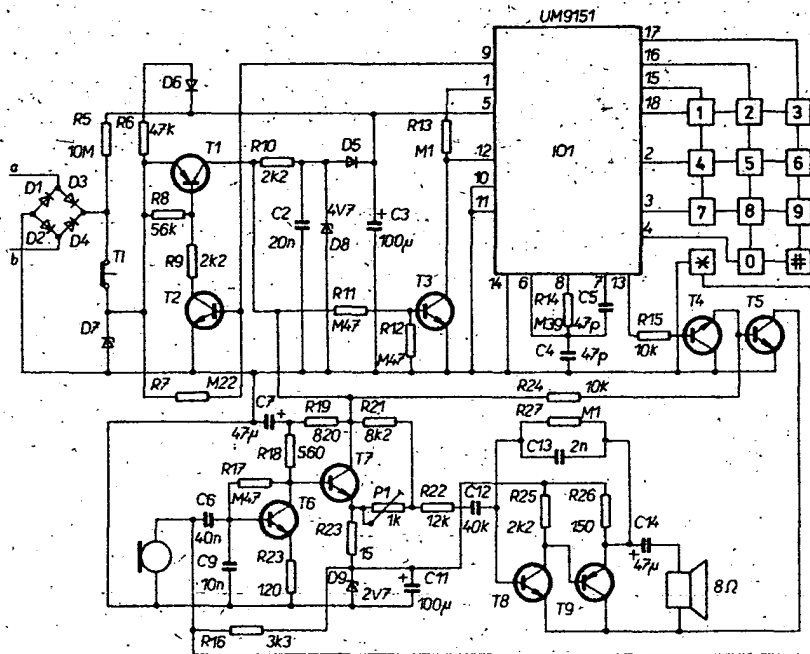 UM9151
17
9
16
1
15
D6
5
18
1
2
3
R5
R6
47k
R13
10M
T1
R10
D5
M1
12
IO1
2
4
5
6
a
2k2
10
D1
D3
R8
C2
4V7
C3
11
3
7
8
9
56k
20n
D8
100µ
4
D2
D4
b
R9
2k2
*
0
#
TI
T2
R11
T3
14
6
8
7
13
R14
C5
T4
T5
D7
M47
R12
M47
M39
47p
R15
10k
C4
47p
R7
M22
R24
10k
C7
R19
R21
R27
M1
47µ
820
8k2
C13
2n
R18
560
T7
R17
P1
R22
C12
R25
R26
C6
M47
T6
1k
12k
40k
2k2
150
C14
40n
R23
C9
R23
15
47µ
8Ω
10n
120
D9
2V7
C11
100µ
T8
T9
R16
3k3